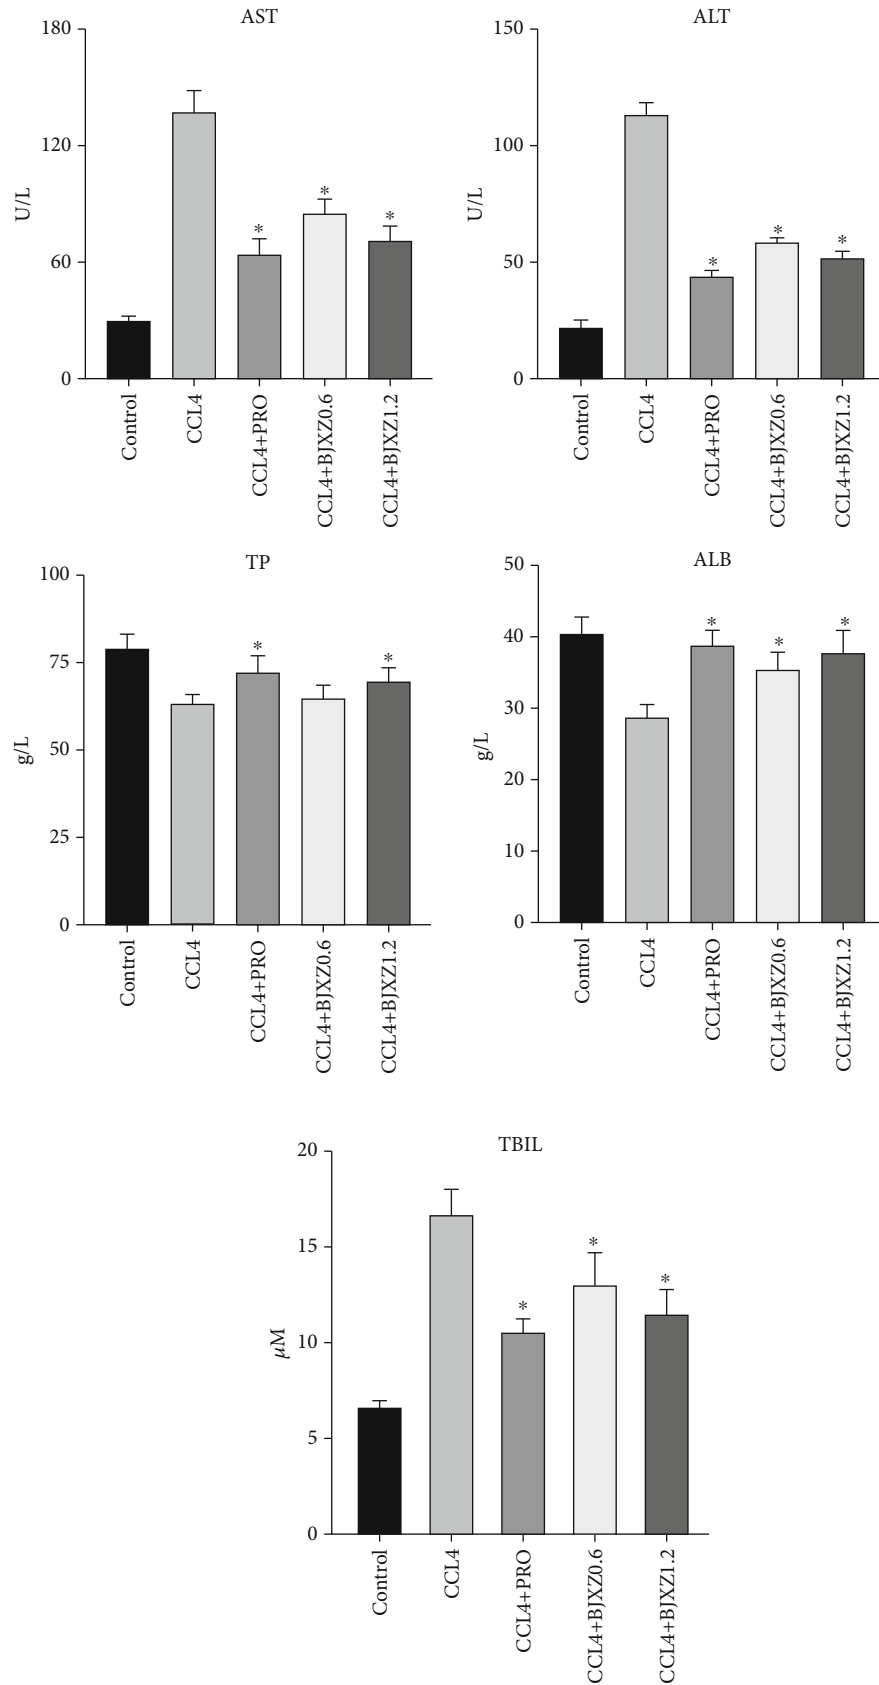 AST
U/L
180
120
60
0
*
*
*
Control
CCL4
CCL4+PRO
CCL4+BJXZ0.6
CCL4+BJXZ1.2
ALT
U/L
150
100
50
0
*
*
*
Control
CCL4
CCL4+PRO
CCL4+BJXZ0.6
CCL4+BJXZ1.2
TP
g/L
100
75
50
25
0
*
*
Control
CCL4
CCL4+PRO
CCL4+BJXZ0.6
CCL4+BJXZ1.2
ALB
g/L
50
40
30
20
10
0
*
*
*
Control
CCL4
CCL4+PRO
CCL4+BJXZ0.6
CCL4+BJXZ1.2
TBIL
μM
20
15
10
5
0
*
*
*
Control
CCL4
CCL4+PRO
CCL4+BJXZ0.6
CCL4+BJXZ1.2